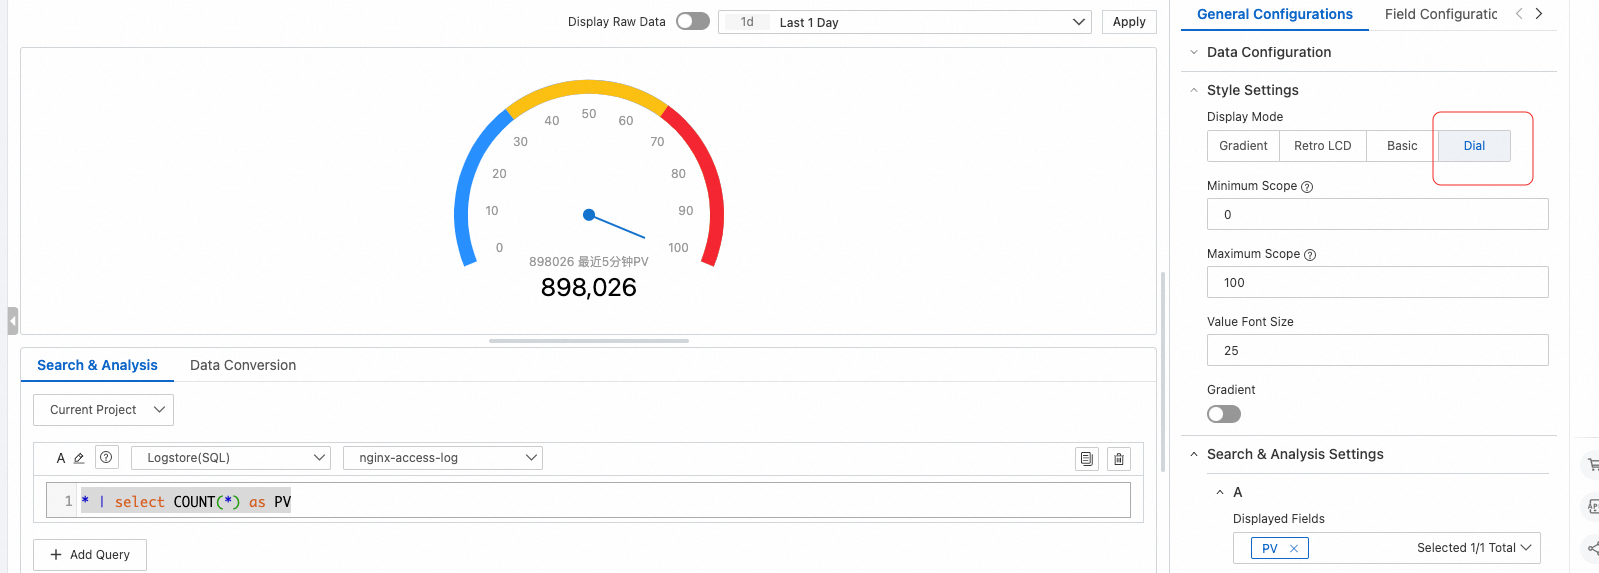 Display Raw Data
1d Last 1 Day
Apply
0
10
20
30
40
50
60
70
80
90
100
898026 最近5分钟PV
898,026
Search & Analysis
Data Conversion
Current Project
A
Logstore(SQL)
nginx-access-log
1 * | select COUNT(*) as PV
+ Add Query
General Configurations
Field Configuratic
Data Configuration
Style Settings
Display Mode
Gradient
Retro LCD
Basic
Dial
Minimum Scope
0
Maximum Scope
100
Value Font Size
25
Gradient
Search & Analysis Settings
A
Displayed Fields
PV ×
Selected 1/1 Total